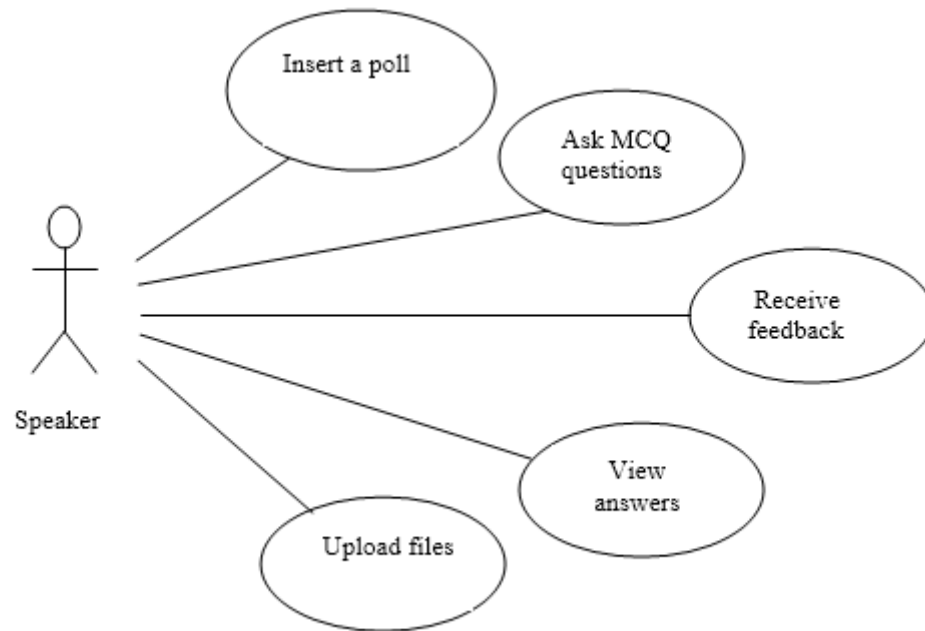 Insert a poll
Ask MCQ
questions
Receive
feedback
Speaker
View
answers
Upload files